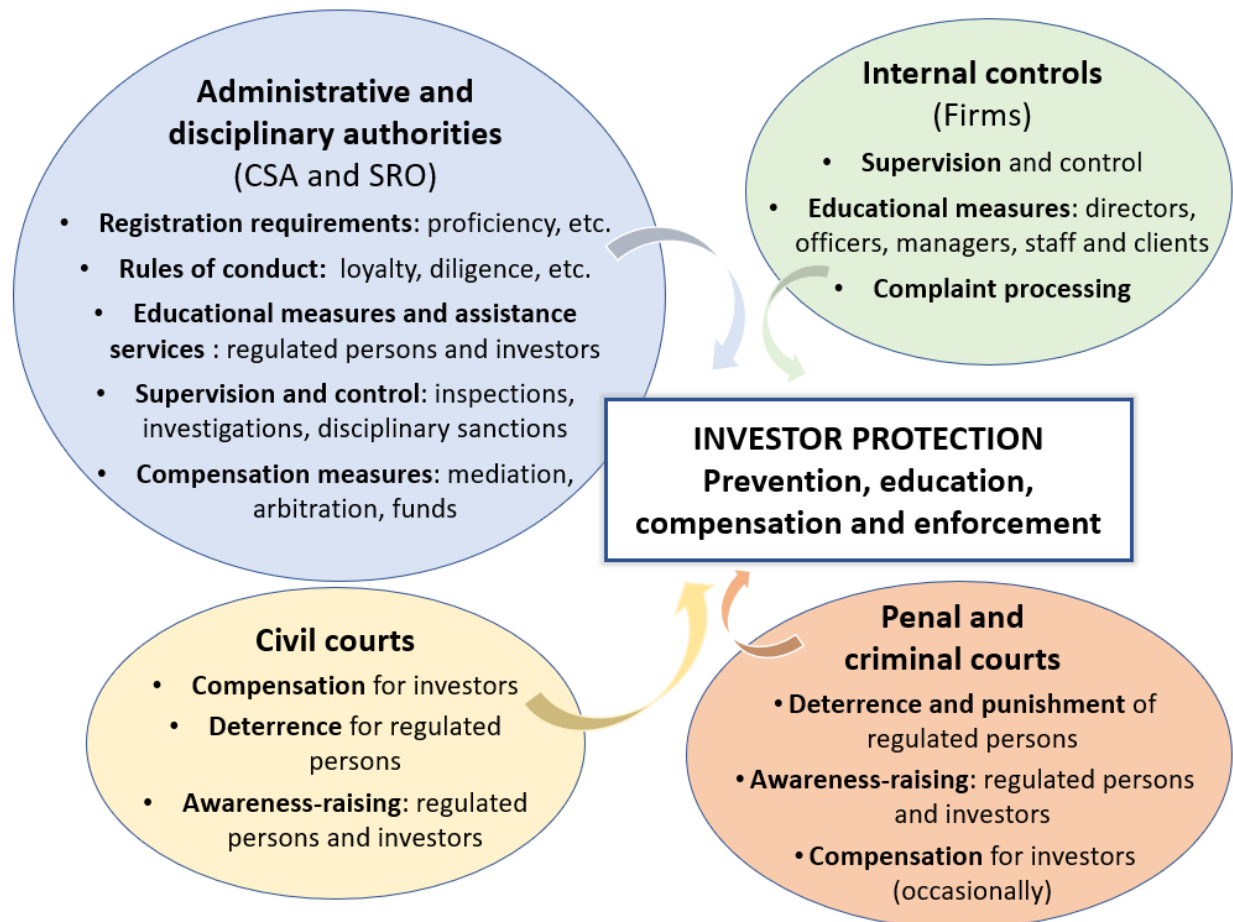 Administrative and
disciplinary authorities
(CSA and SRO)
• Registration requirements: proficiency, etc.
• Rules of conduct: loyalty, diligence, etc.
• Educational measures and assistance
services : regulated persons and investors
• Supervision and control: inspections,
investigations, disciplinary sanctions
• Compensation measures: mediation,
arbitration, funds
Internal controls
(Firms)
• Supervision and control
• Educational measures: directors,
officers, managers, staff and clients
• Complaint processing
INVESTOR PROTECTION
Prevention, education,
compensation and enforcement
Civil courts
• Compensation for investors
• Deterrence for regulated
persons
• Awareness-raising: regulated
persons and investors
Penal and
criminal courts
• Deterrence and punishment of
regulated persons
• Awareness-raising: regulated persons
and investors
• Compensation for investors
(occasionally)